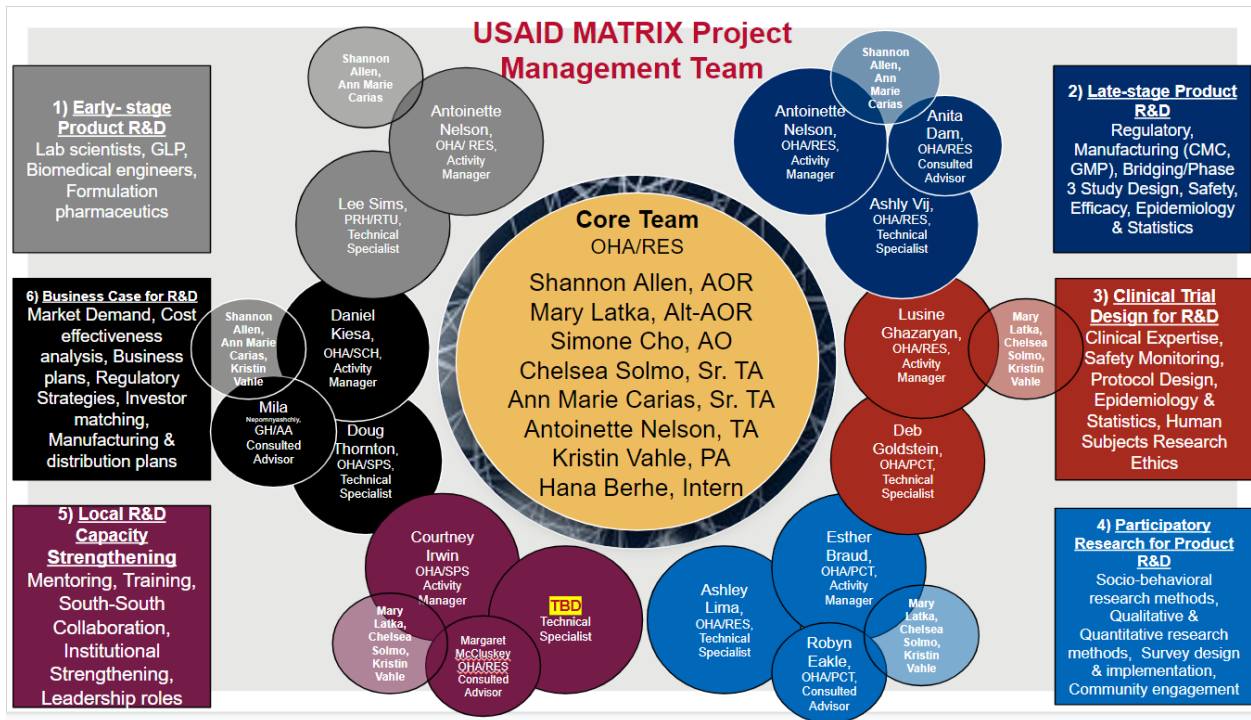 USAID MATRIX Project
Management Team
1) Early- stage
Product R&D
Lab scientists, GLP,
Biomedical engineers,
Formulation
pharmaceutics
Shannon
Allen,
Ann Marie
Carias
Antoinette
Nelson,
OHA/ RES,
Activity
Manager
Lee Sims,
PRH/RTU,
Technical
Specialist
Antoinette
Nelson,
OHA/RES,
Activity
Manager
Shannon
Allen,
Ann
Marie
Carias
Anita
Dam,
OHA/RES
Consulted
Advisor
Ashly Vij,
OHA/RES,
Technical
Specialist
2) Late-stage Product
R&D
Regulatory,
Manufacturing (CMC,
GMP), Bridging/Phase
3 Study Design, Safety,
Efficacy, Epidemiology
& Statistics
Core Team
OHA/RES
Shannon Allen, AOR
Mary Latka, Alt-AOR
Simone Cho, AO
Chelsea Solmo, Sr. TA
Ann Marie Carias, Sr. TA
Antoinette Nelson, TA
Kristin Vahle, PA
Hana Berhe, Intern
6) Business Case for R&D
Market Demand, Cost
effectiveness
analysis, Business
plans, Regulatory
Strategies, Investor
matching,
Manufacturing &
distribution plans
Shannon
Allen,
Ann Marie
Carias,
Kristin
Vahle
Daniel
Kiesa,
OHA/SCH,
Activity
Manager
Mila
Nepomnyashchiy,
GH/AA
Consulted
Advisor
Doug
Thornton,
OHA/SPS,
Technical
Specialist
Lusine
Ghazaryan,
OHA/RES,
Activity
Manager
Mary
Latka,
Chelsea
Solmo,
Kristin
Vahle
Deb
Goldstein,
OHA/PCT,
Technical
Specialist
3) Clinical Trial
Design for R&D
Clinical Expertise,
Safety Monitoring,
Protocol Design,
Epidemiology &
Statistics, Human
Subjects Research
Ethics
5) Local R&D
Capacity
Strengthening
Mentoring, Training,
South-South
Collaboration,
Institutional
Strengthening,
Leadership roles
Courtney
Irwin
OHA/SPS
Activity
Manager
Mary
Latka,
Chelsea
Solmo,
Kristin
Vahle
Margaret
McCluskey
OHA/RES
Consulted
Advisor
TBD
Technical
Specialist
Esther
Braud,
OHA/PCT,
Activity
Manager
Ashley
Lima,
OHA/RES,
Technical
Specialist
Robyn
Eakle,
OHA/PCT,
Consulted
Advisor
Mary
Latka,
Chelsea
Solmo,
Kristin
Vahle
4) Participatory
Research for Product
R&D
Socio-behavioral
research methods,
Qualitative &
Quantitative research
methods, Survey design
& implementation,
Community engagement